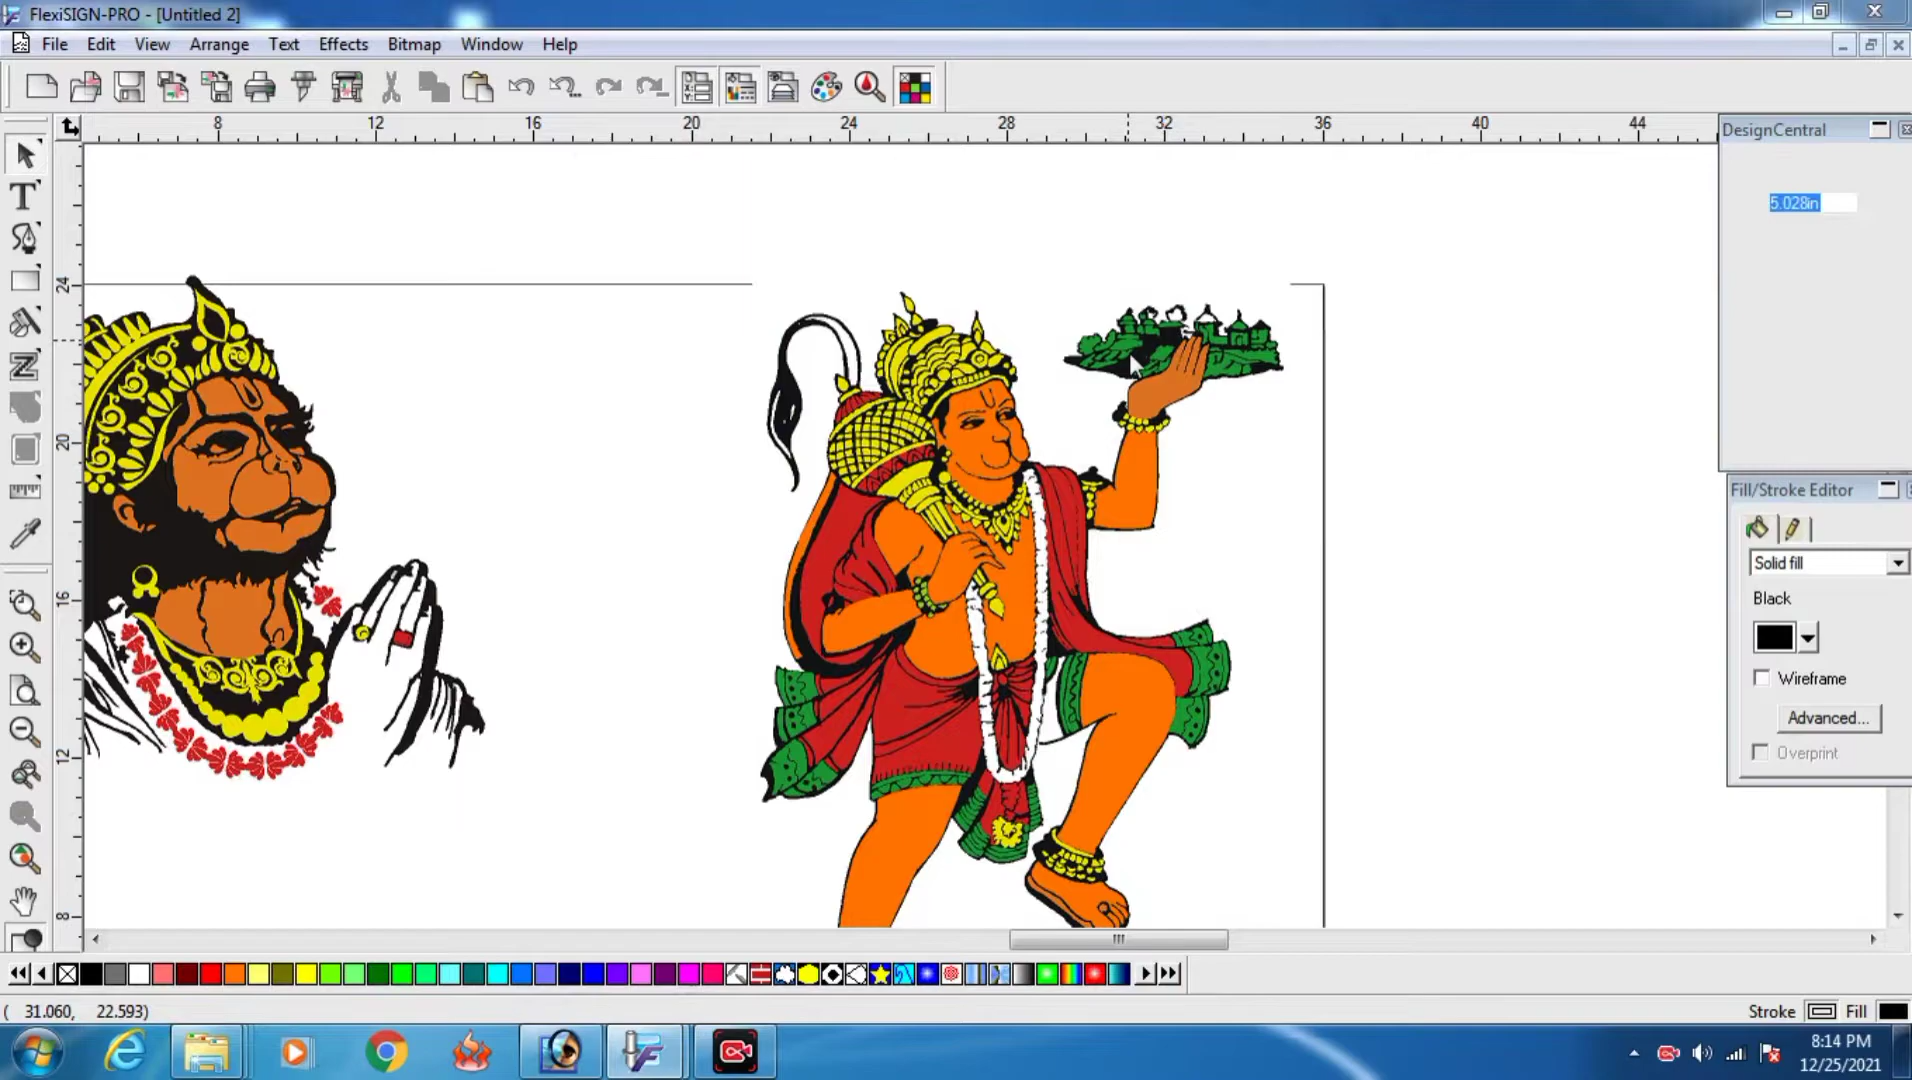 FlexiSIGN-PRO - [Untitled 2]
File Edit View Arrange Text Effects Bitmap Window Help
8 12 16 20 24 28 32 36 40 44
DesignCentral
5.028in
24
20
16
12
8
Fill/Stroke Editor
Solid fill
Black
Wireframe
Advanced...
Overprint
( 31.060, 22.593)
Stroke Fill
8:14 PM
12/25/2021